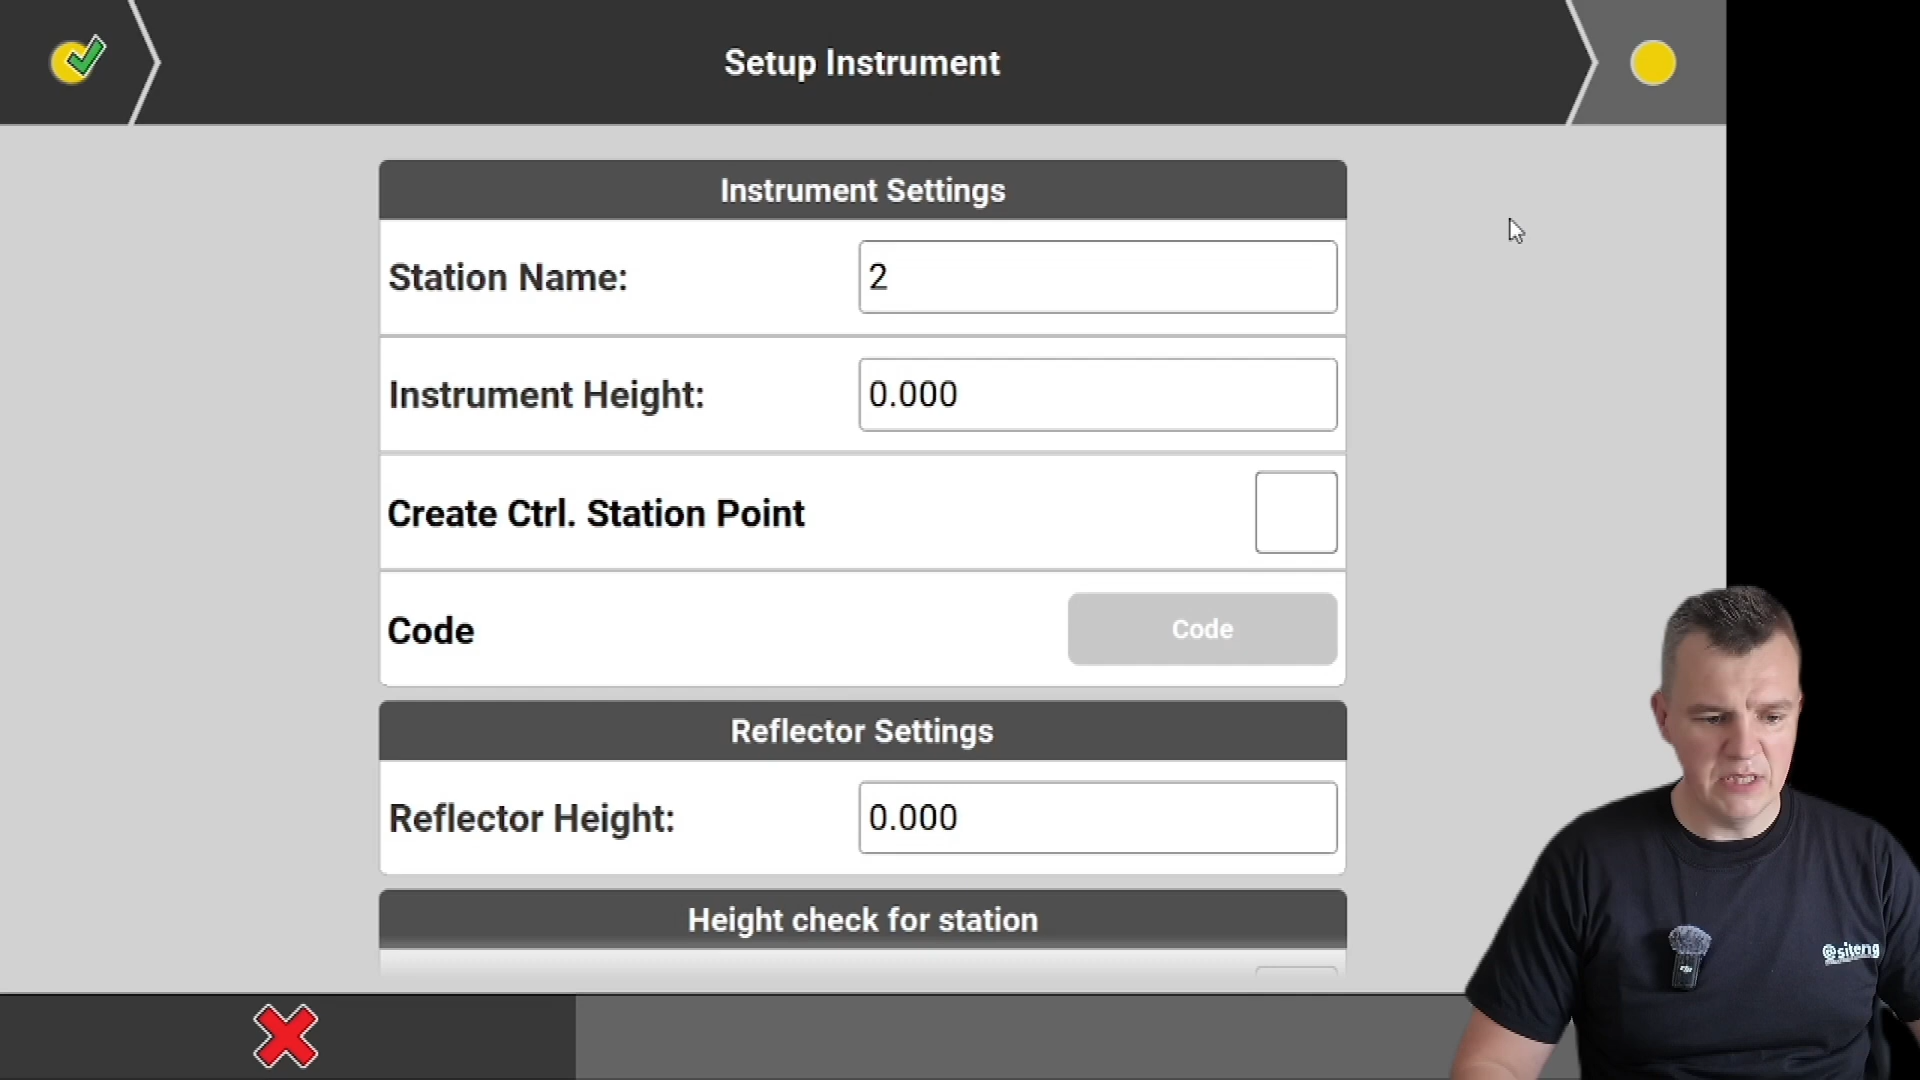 Setup Instrument
Instrument Settings
Station Name:
2
Instrument Height:
0.000
Create Ctrl. Station Point
Code
Code
Reflector Settings
Reflector Height:
0.000
Height check for station
@siteng
dji